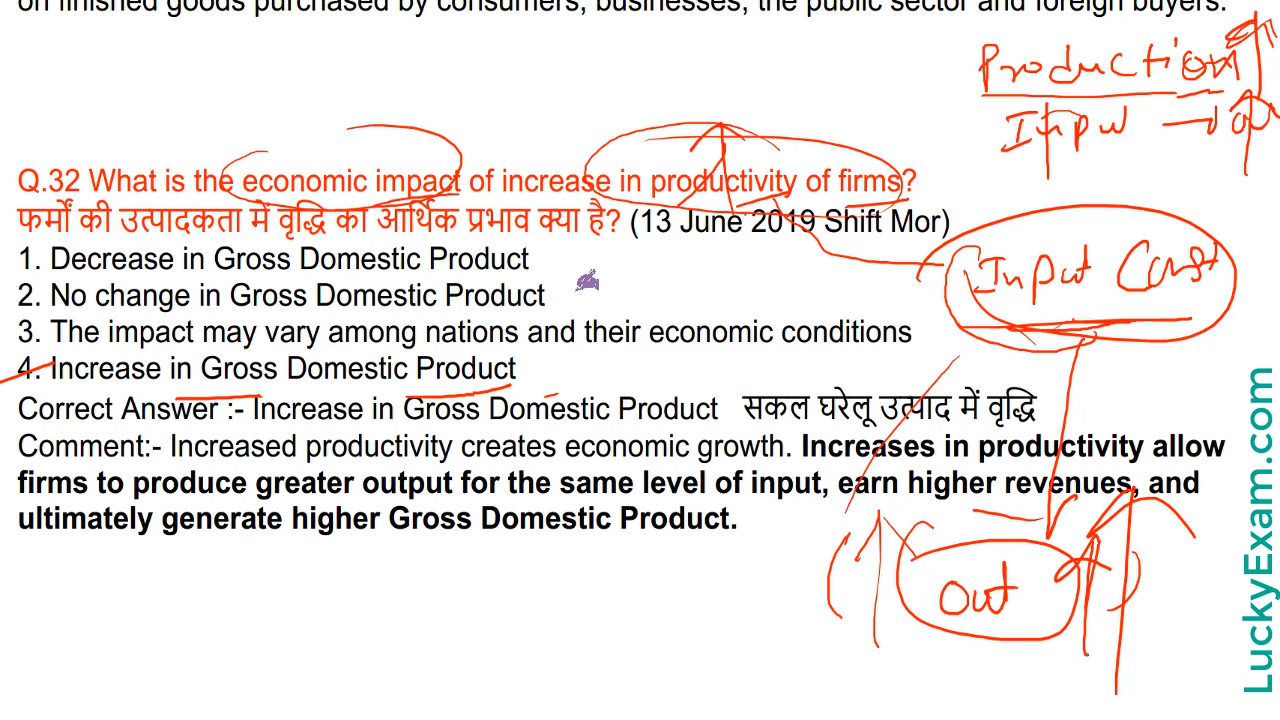 on finished goods purchased by consumers, businesses, the public sector and foreign buyers.
Production
Input → out
Q.32 What is the economic impact of increase in productivity of firms?
फर्मों की उत्पादकता में वृद्धि का आर्थिक प्रभाव क्या है? (13 June 2019 Shift Mor)
1. Decrease in Gross Domestic Product
2. No change in Gross Domestic Product
Input Const
3. The impact may vary among nations and their economic conditions
4. Increase in Gross Domestic Product
Correct Answer :- Increase in Gross Domestic Product सकल घरेलू उत्पाद में वृद्धि
Comment:- Increased productivity creates economic growth. Increases in productivity allow
firms to produce greater output for the same level of input, earn higher revenues, and
ultimately generate higher Gross Domestic Product.
out
LuckyExam.com